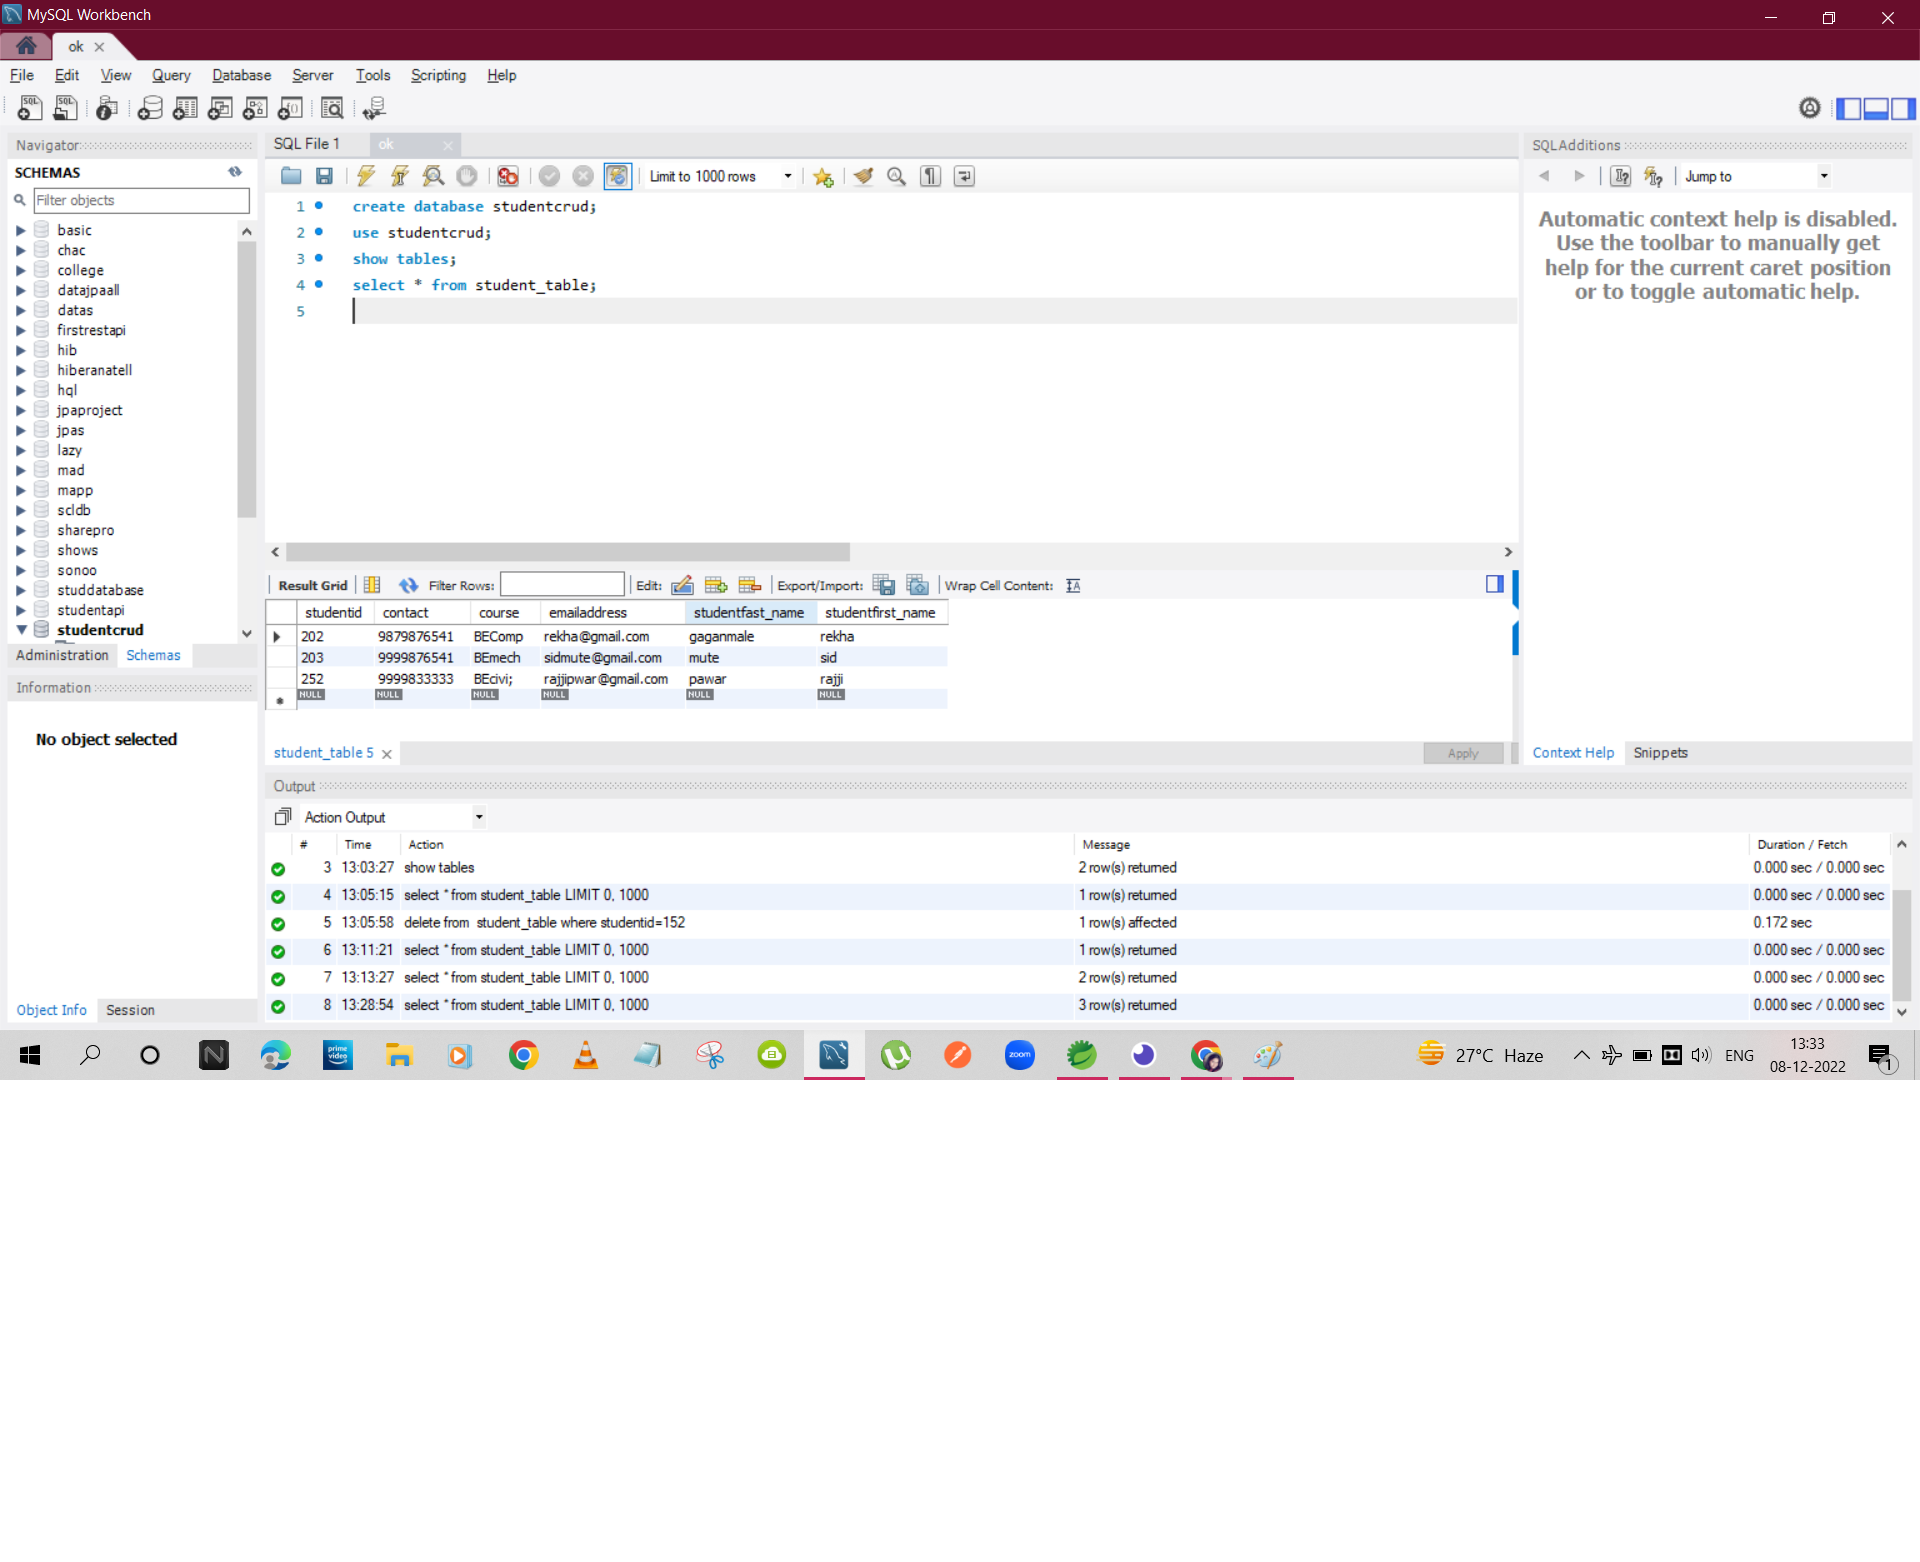 MySQL Workbench
ok
File Edit View Query Database Server Tools Scripting Help
Navigator
SCHEMAS
Filter objects
basic
chac
college
datajpaall
datas
firstrestapi
hib
hiberanatell
hql
jpaproject
jpas
lazy
mad
mapp
scldb
sharepro
shows
sonoo
studdatabase
studentapi
studentcrud
Administration Schemas
Information
No object selected
Object Info Session
SQL File 1 ok
Limit to 1000 rows
1 create database studentcrud;
2 use studentcrud;
3 show tables;
4 select * from student_table;
5
Result Grid Filter Rows: Edit: Export/Import: Wrap Cell Content:
studentid contact course emailaddress studentfast_name studentfirst_name
202 9879876541 BEComp rekha@gmail.com gaganmale rekha
203 9999876541 BEmech sidmute@gmail.com mute sid
252 9999833333 BEcivi; rajjipwar@gmail.com pawar rajji
NULL NULL NULL NULL NULL NULL
student_table 5 Apply
SQLAdditions
Jump to
Automatic context help is disabled.
Use the toolbar to manually get
help for the current caret position
or to toggle automatic help.
Context Help Snippets
Output
Action Output
# Time Action Message Duration / Fetch
3 13:03:27 show tables 2 row(s) returned 0.000 sec / 0.000 sec
4 13:05:15 select * from student_table LIMIT 0, 1000 1 row(s) returned 0.000 sec / 0.000 sec
5 13:05:58 delete from  student_table where studentid=152 1 row(s) affected 0.172 sec
6 13:11:21 select * from student_table LIMIT 0, 1000 1 row(s) returned 0.000 sec / 0.000 sec
7 13:13:27 select * from student_table LIMIT 0, 1000 2 row(s) returned 0.000 sec / 0.000 sec
8 13:28:54 select * from student_table LIMIT 0, 1000 3 row(s) returned 0.000 sec / 0.000 sec
prime video
zoom
27°C Haze ENG
13:33
08-12-2022
1